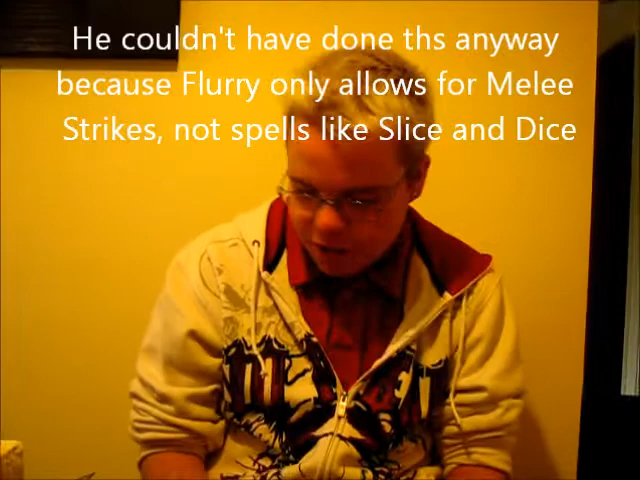 He couldn't have done ths anyway
because Flurry only allows for Melee
Strikes, not spells like Slice and Dice